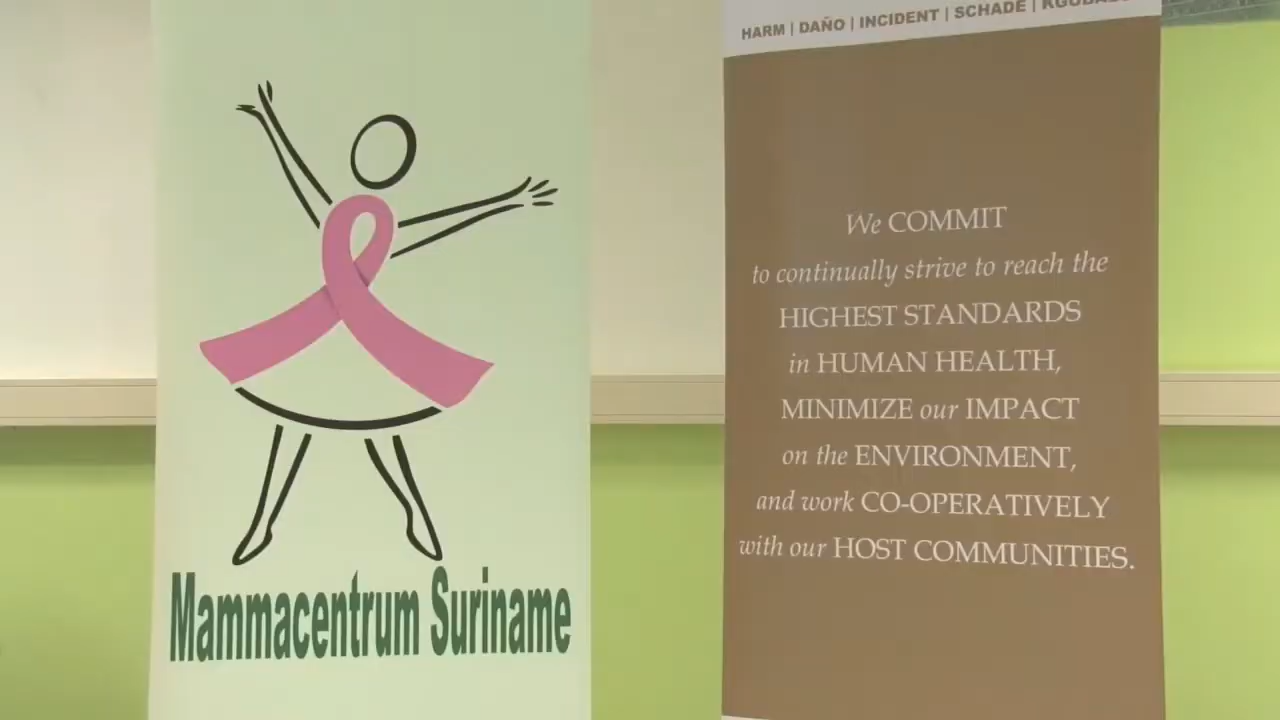 Mammacentrum Suriname
HARM | DAÑO | INCIDENT | SCHADE |
We COMMIT
to continually strive to reach the
HIGHEST STANDARDS
in HUMAN HEALTH,
MINIMIZE our IMPACT
on the ENVIRONMENT,
and work CO-OPERATIVELY
with our HOST COMMUNITIES.